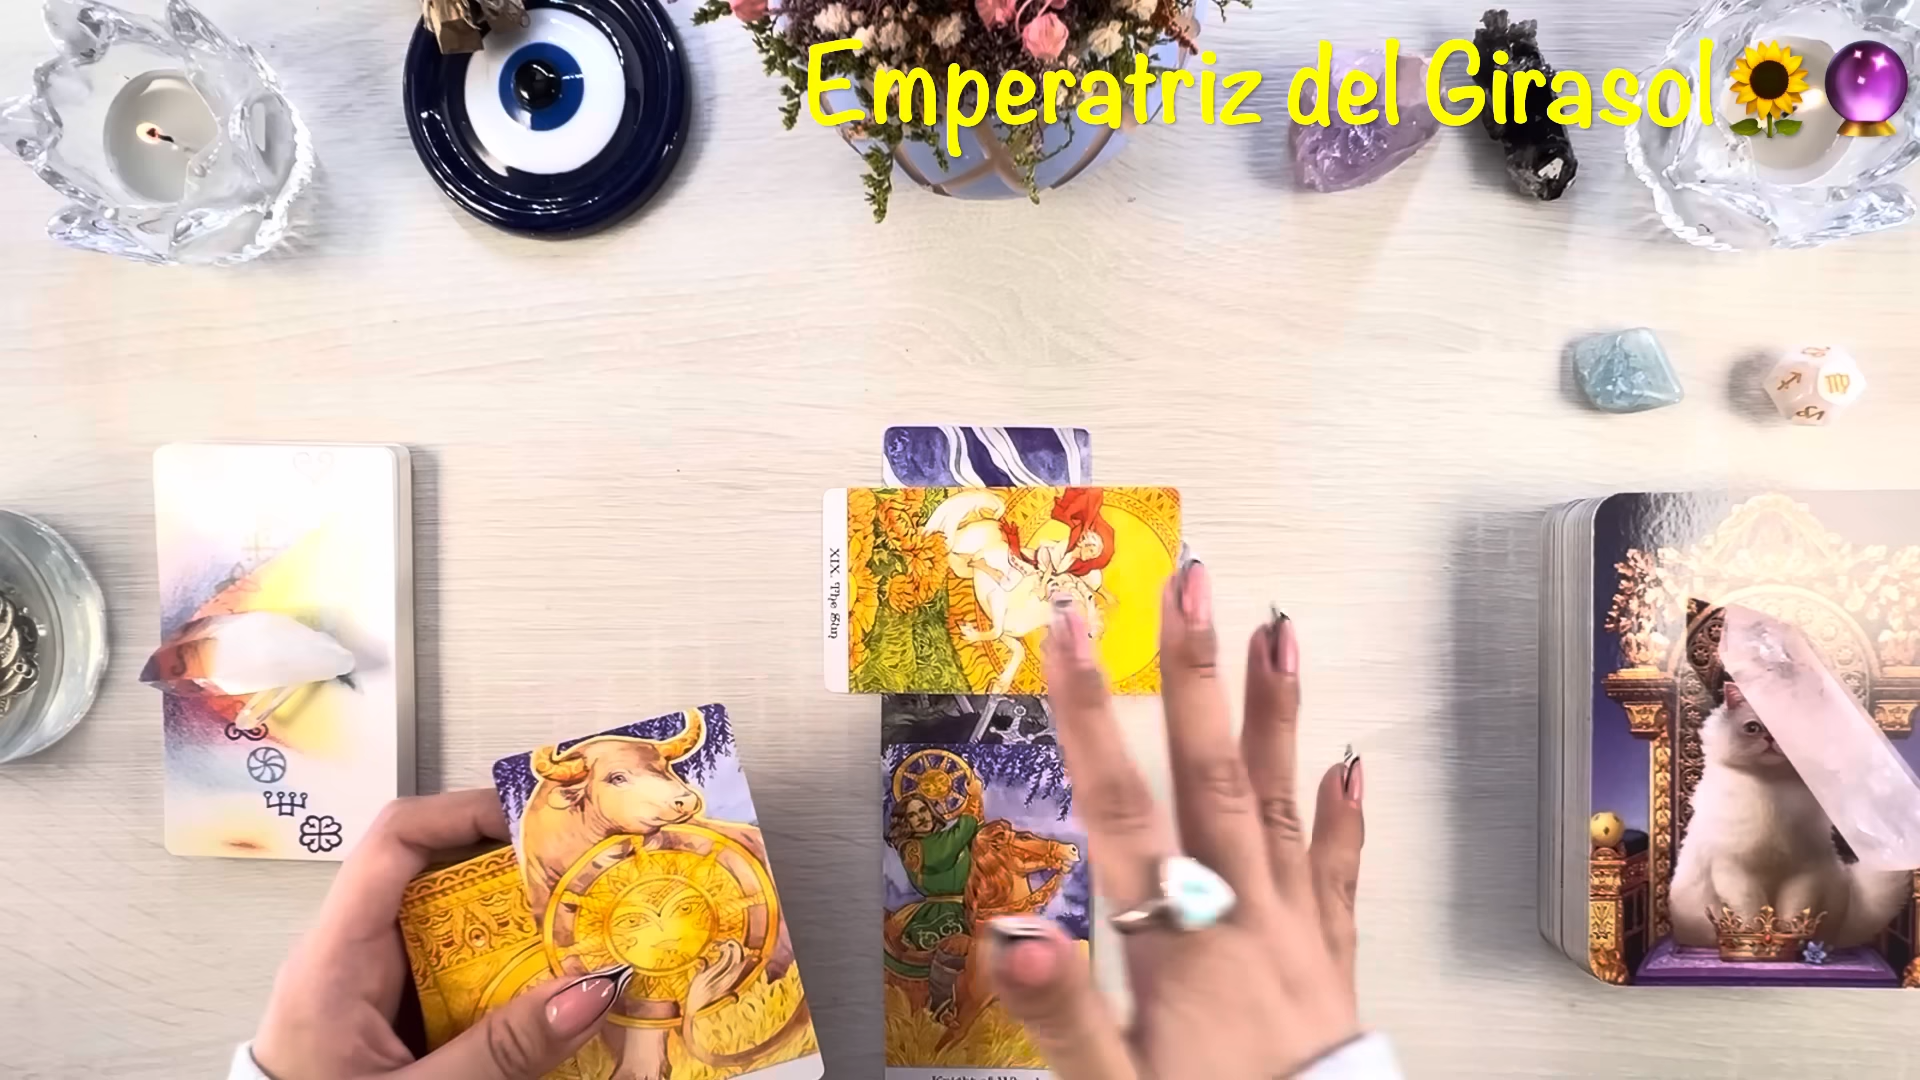 Emperatriz del Girasol🌻🔮
XIX. The Sun